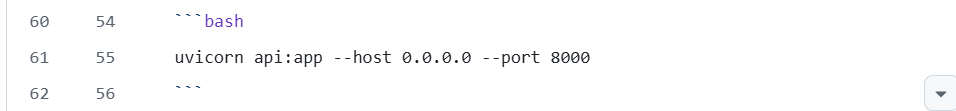 60 54 ```bash
61 55 uvicorn api:app --host 0.0.0.0 --port 8000
62 56 ```